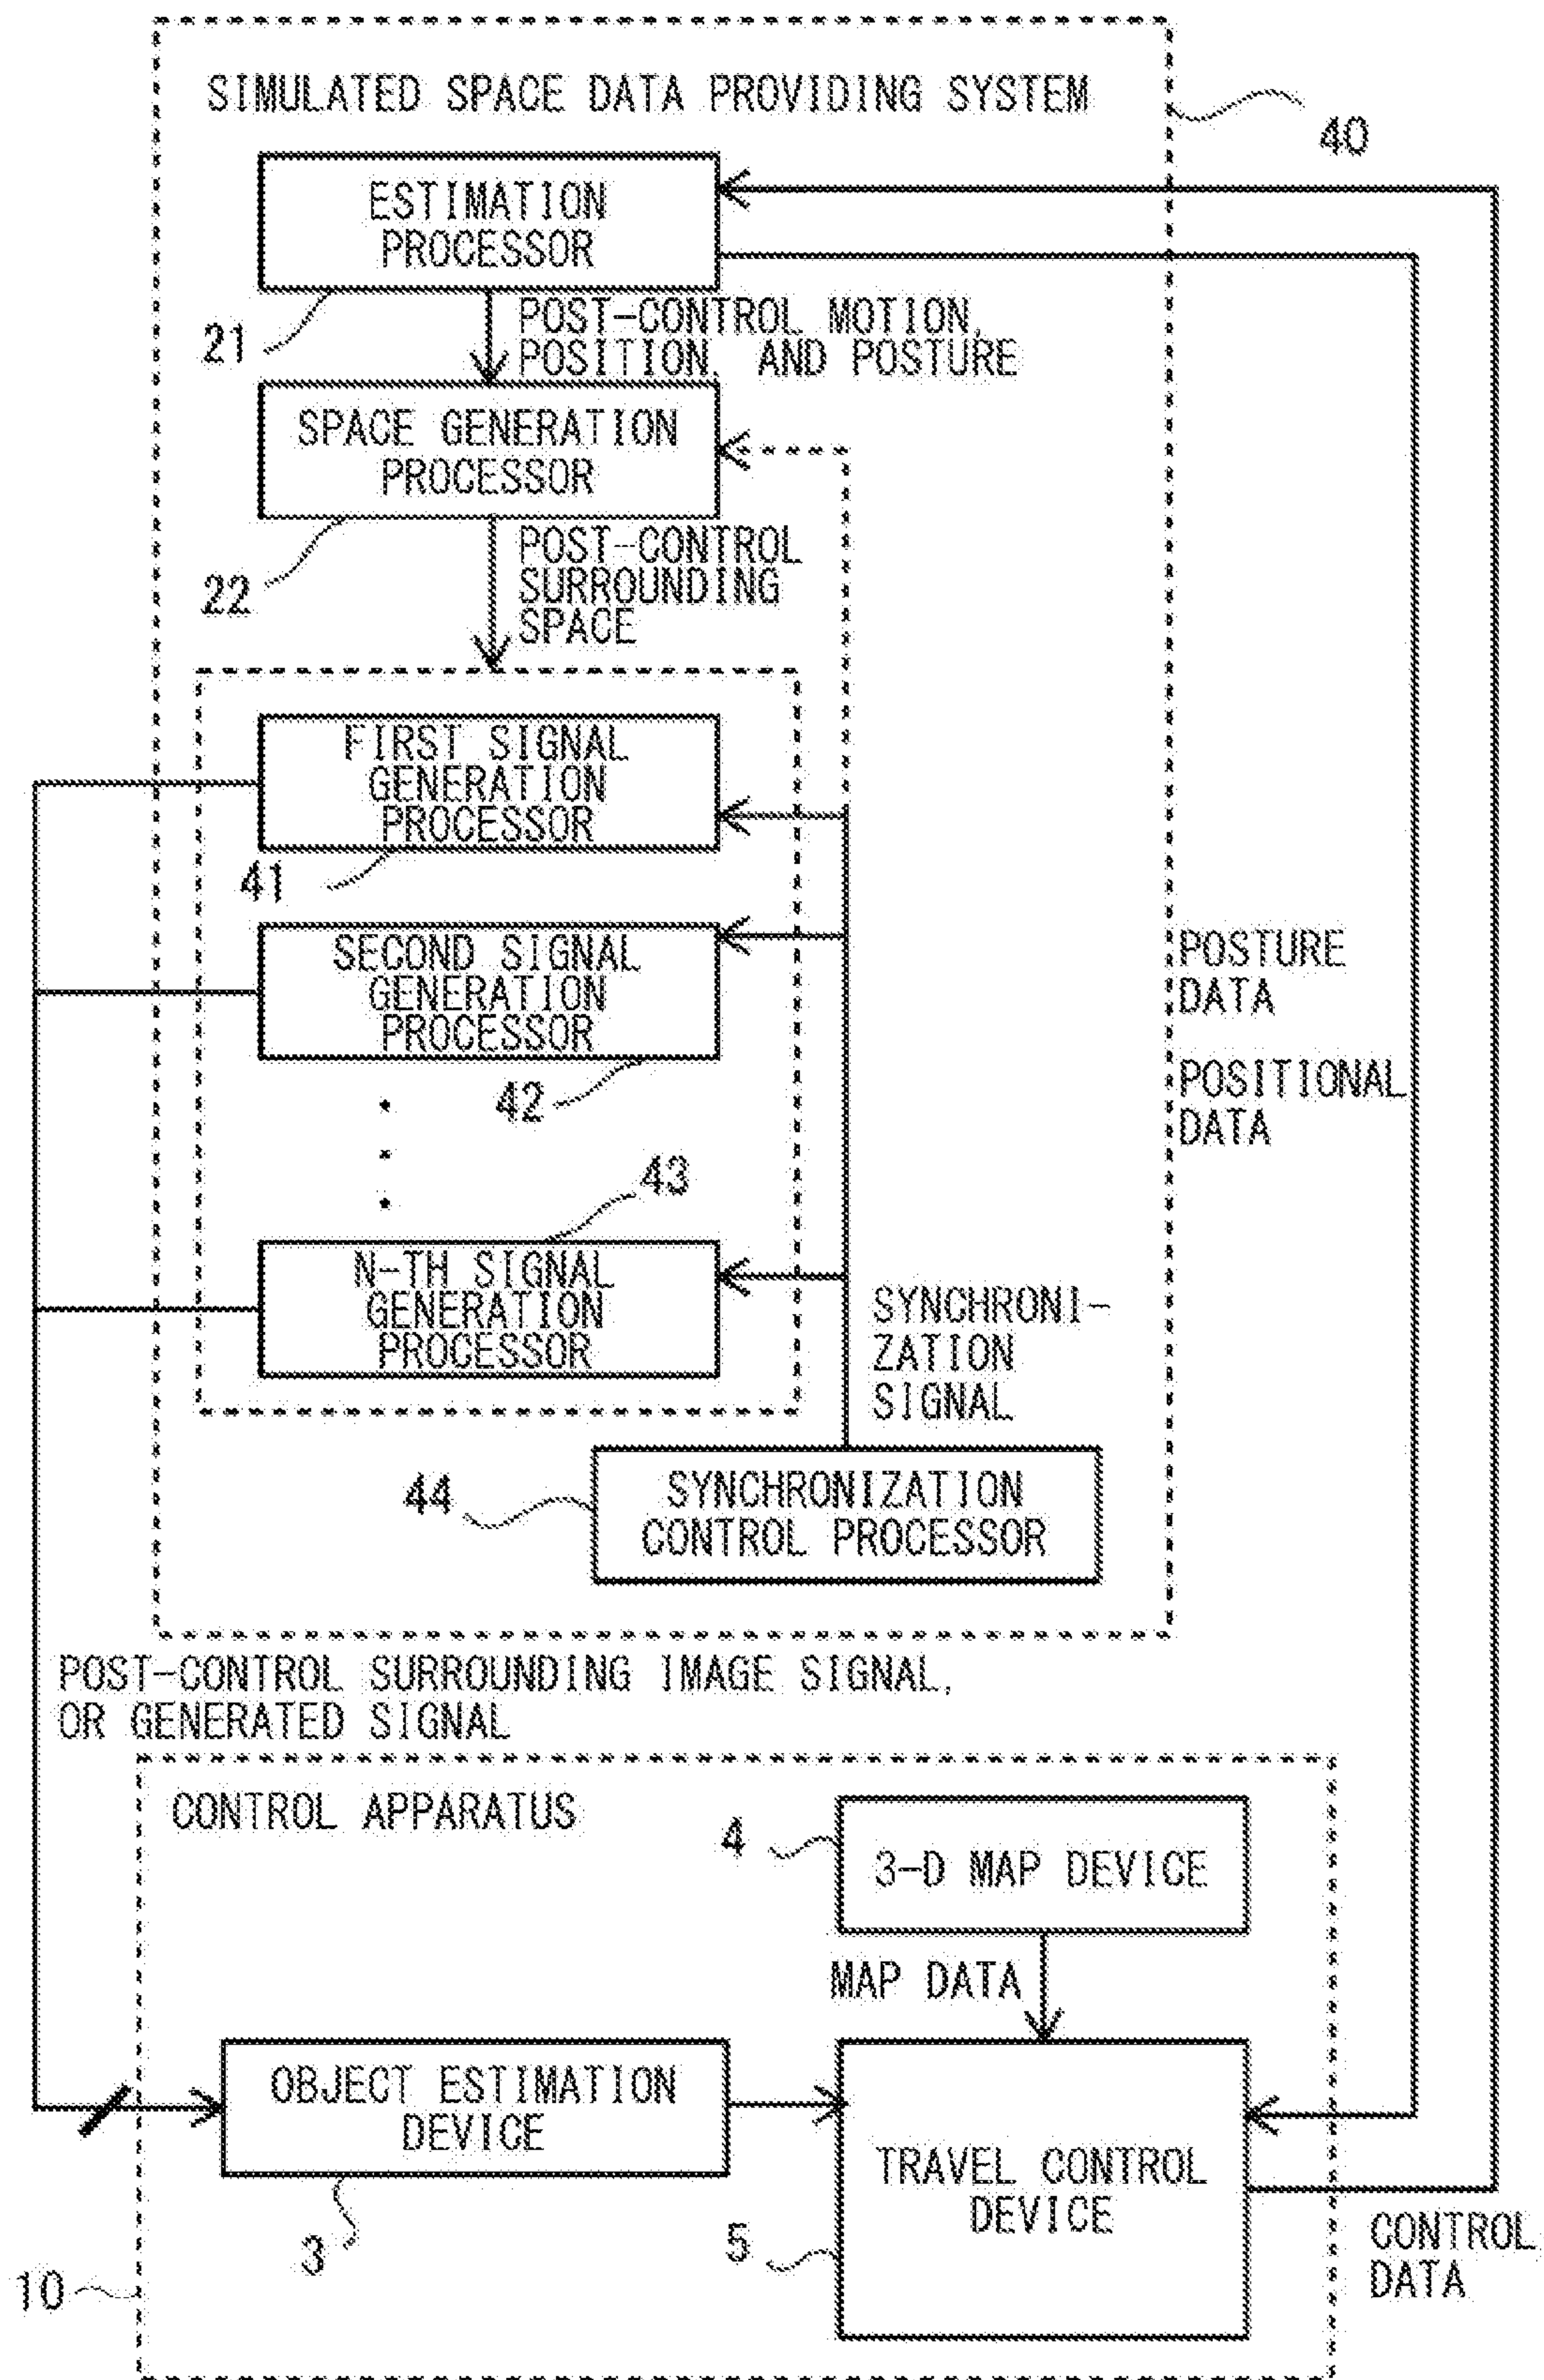 SIMULATED SPACE DATA PROVIDING SYSTEM
40
ESTIMATION
PROCESSOR
21
POST-CONTROL MOTION,
POSITION, AND POSTURE
SPACE GENERATION
PROCESSOR
22
POST-CONTROL
SURROUNDING
SPACE
FIRST SIGNAL
GENERATION
PROCESSOR
41
SECOND SIGNAL
GENERATION
PROCESSOR
42
POSTURE
DATA
POSITIONAL
DATA
43
N-TH SIGNAL
GENERATION
PROCESSOR
SYNCHRONI-
ZATION
SIGNAL
44
SYNCHRONIZATION
CONTROL PROCESSOR
POST-CONTROL SURROUNDING IMAGE SIGNAL,
OR GENERATED SIGNAL
CONTROL APPARATUS
4
3-D MAP DEVICE
MAP DATA
OBJECT ESTIMATION
DEVICE
3
TRAVEL CONTROL
DEVICE
5
10
CONTROL
DATA